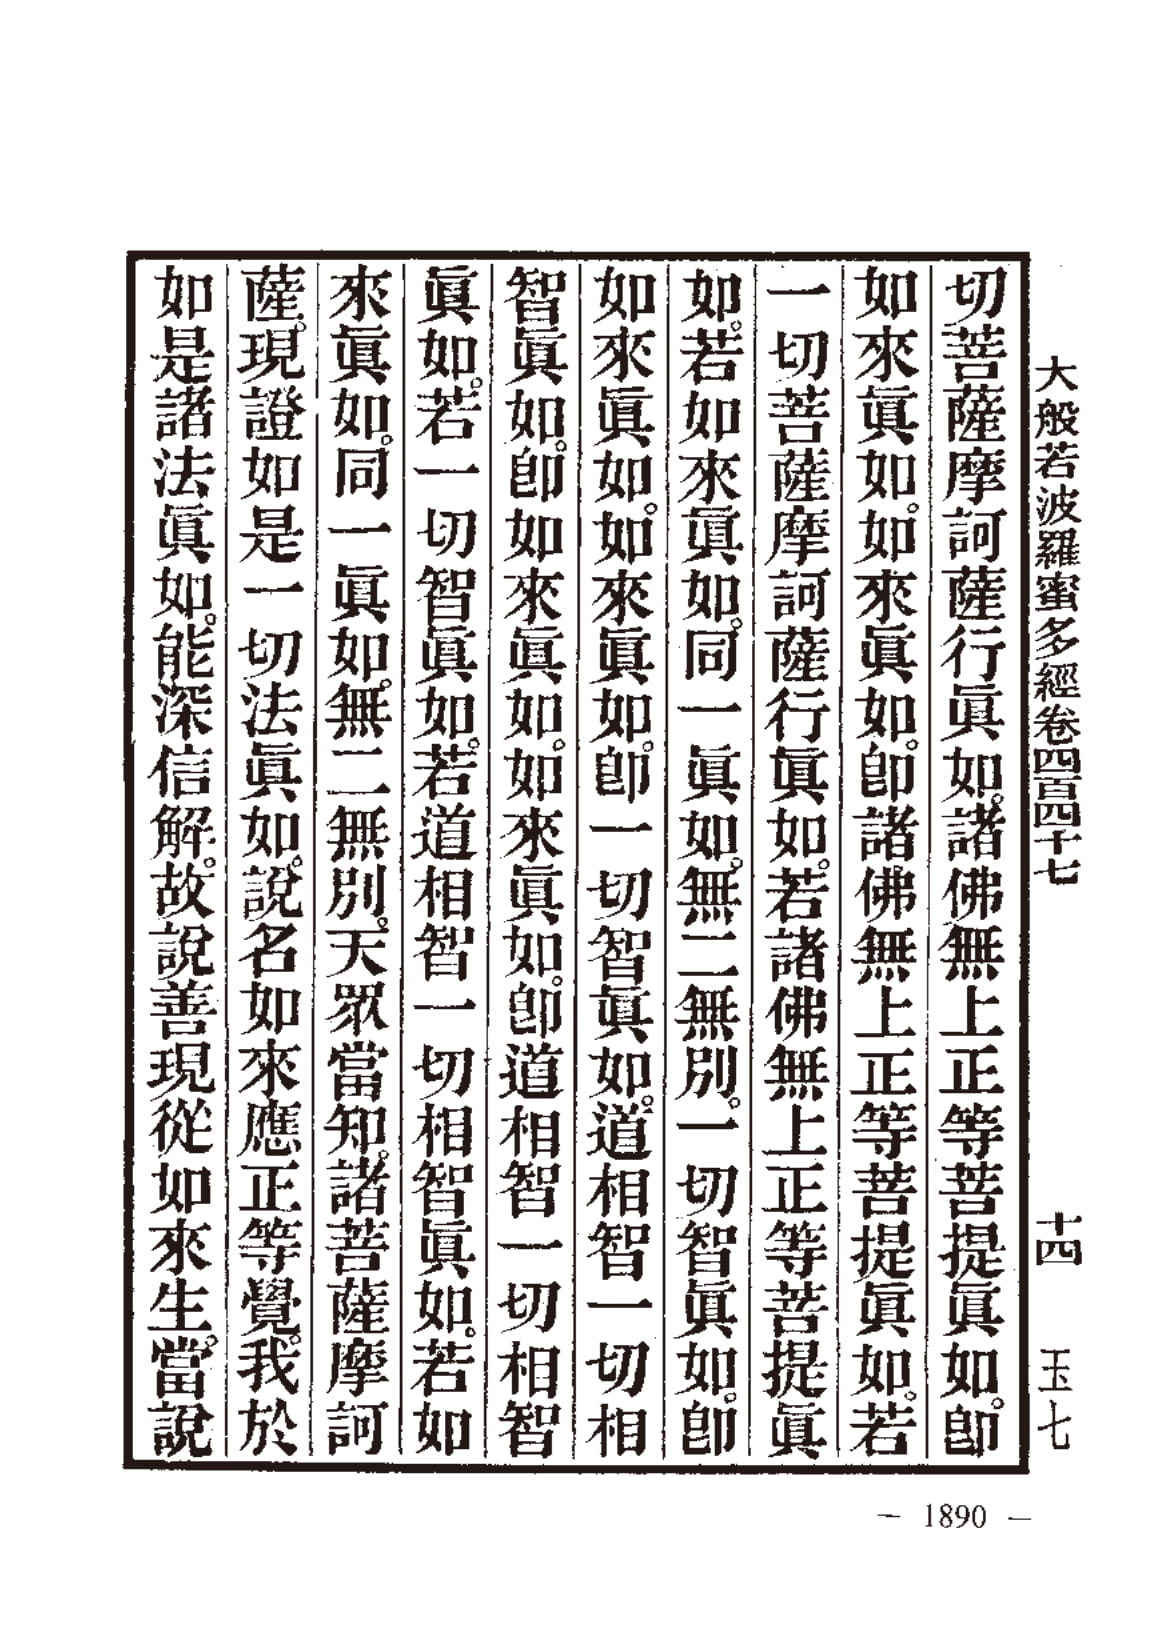 大般若波羅蜜多經卷四百四十七 十四 玉七
切菩薩摩訶薩行眞如。諸佛無上正等菩提眞如。卽
如來眞如。如來眞如。卽諸佛無上正等菩提眞如。若
一切菩薩摩訶薩行眞如。若諸佛無上正等菩提眞
如。若如來眞如。同一眞如。無二無別。一切智眞如。卽
如來眞如。如來眞如。卽一切智眞如。道相智一切相
智眞如。卽如來眞如。如來眞如。卽道相智一切相智
眞如。若一切智眞如。若道相智一切相智眞如。若如
來眞如。同一眞如。無二無別。天眾當知。諸菩薩摩訶
薩。現證如是一切法眞如。說名如來應正等覺。我於
如是諸法眞如。能深信解。故說善現從如來生。當說
— 1890 —